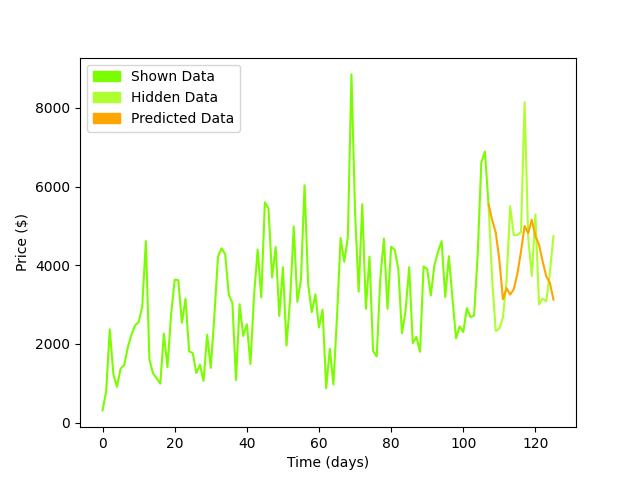 Shown Data
Hidden Data
Predicted Data
8000
6000
4000
2000
0
Price ($)
0 20 40 60 80 100 120
Time (days)